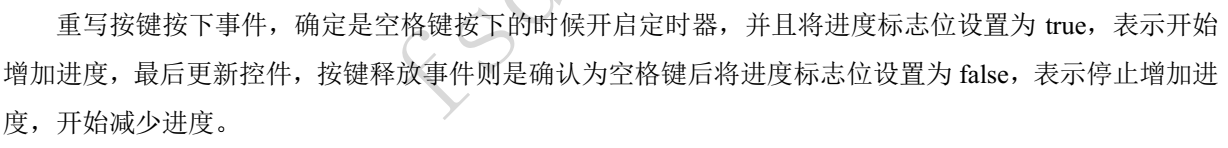 重写按键按下事件，确定是空格键按下的时候开启定时器，并且将进度标志位设置为 true，表示开始
增加进度，最后更新控件，按键释放事件则是确认为空格键后将进度标志位设置为 false，表示停止增加进
度，开始减少进度。